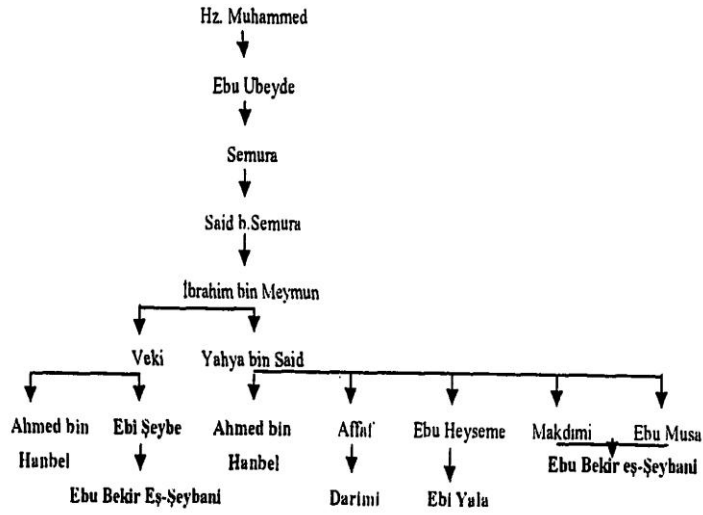 Hz. Muhammed
Ebu Ubeyde
Semura
Said b.Semura
İbrahim bin Meymun
Veki Yahya bin Said
Ahmed bin Hanbel
Ebi Şeybe
Ahmed bin Hanbel
Affaf
Ebu Heyseme
Makdımi
Ebu Musa
Ebu Bekir eş-Şeybani
Ebu Bekir Eş-Şeybani
Darimi
Ebi Yala